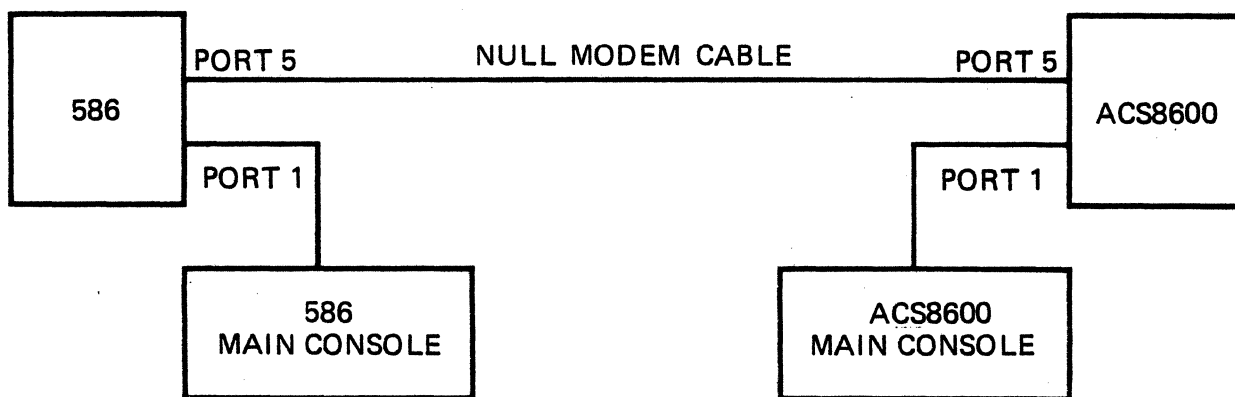 PORT 5
NULL MODEM CABLE
PORT 5
586
ACS8600
PORT 1
PORT 1
586
MAIN CONSOLE
ACS8600
MAIN CONSOLE